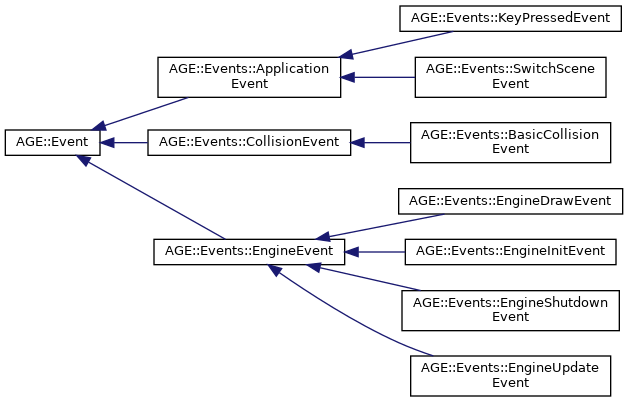 AGE::Events::KeyPressedEvent
AGE::Events::Application
Event
AGE::Events::SwitchScene
Event
AGE::Event
AGE::Events::CollisionEvent
AGE::Events::BasicCollision
Event
AGE::Events::EngineDrawEvent
AGE::Events::EngineEvent
AGE::Events::EngineInitEvent
AGE::Events::EngineShutdown
Event
AGE::Events::EngineUpdate
Event